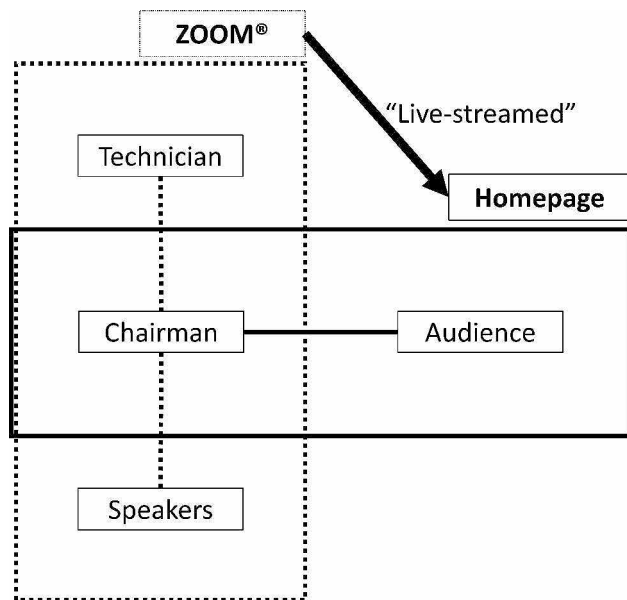 ZOOM®
“Live-streamed”
Technician
Homepage
Chairman
Audience
Speakers